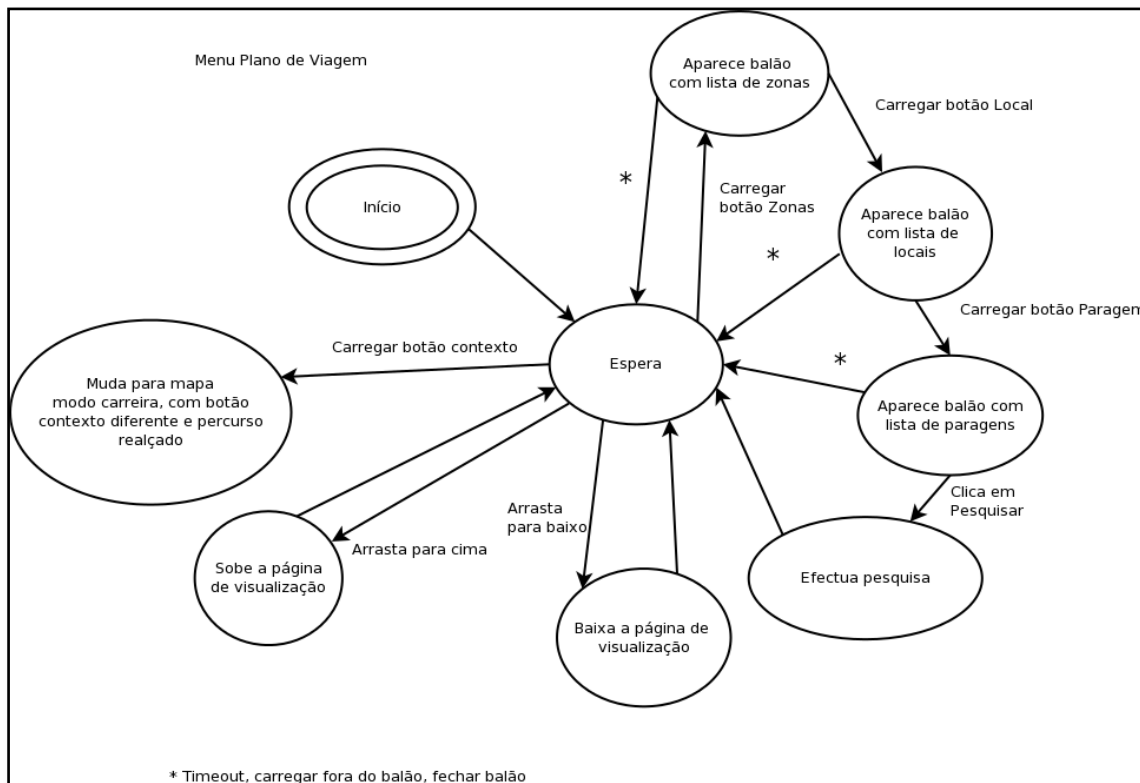 Menu Plano de Viagem
Aparece balão
com lista de zonas
Carregar botão Local
*
Carregar
botão Zonas
Início
Aparece balão
com lista de
locais
*
Carregar botão Paragem
Carregar botão contexto
Espera
*
Muda para mapa
modo carreira, com botão
contexto diferente e percurso
realçado
Aparece balão com
lista de paragens
Clica em
Pesquisar
Arrasta
para baixo
Arrasta para cima
Sobe a página
de visualização
Efectua pesquisa
Baixa a página de
visualização
* Timeout, carregar fora do balão, fechar balão